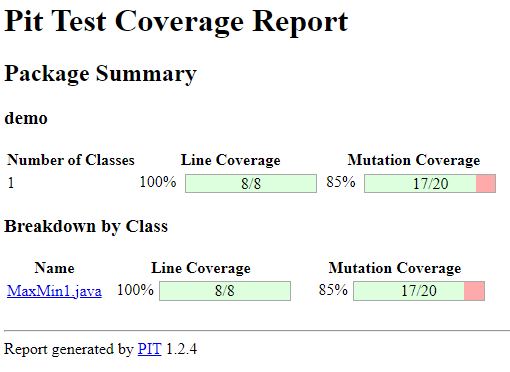 Pit Test Coverage Report
Package Summary
demo
Number of Classes Line Coverage Mutation Coverage
1 100% 8/8 85% 17/20
Breakdown by Class
Name Line Coverage Mutation Coverage
MaxMin1.java 100% 8/8 85% 17/20
Report generated by PIT 1.2.4